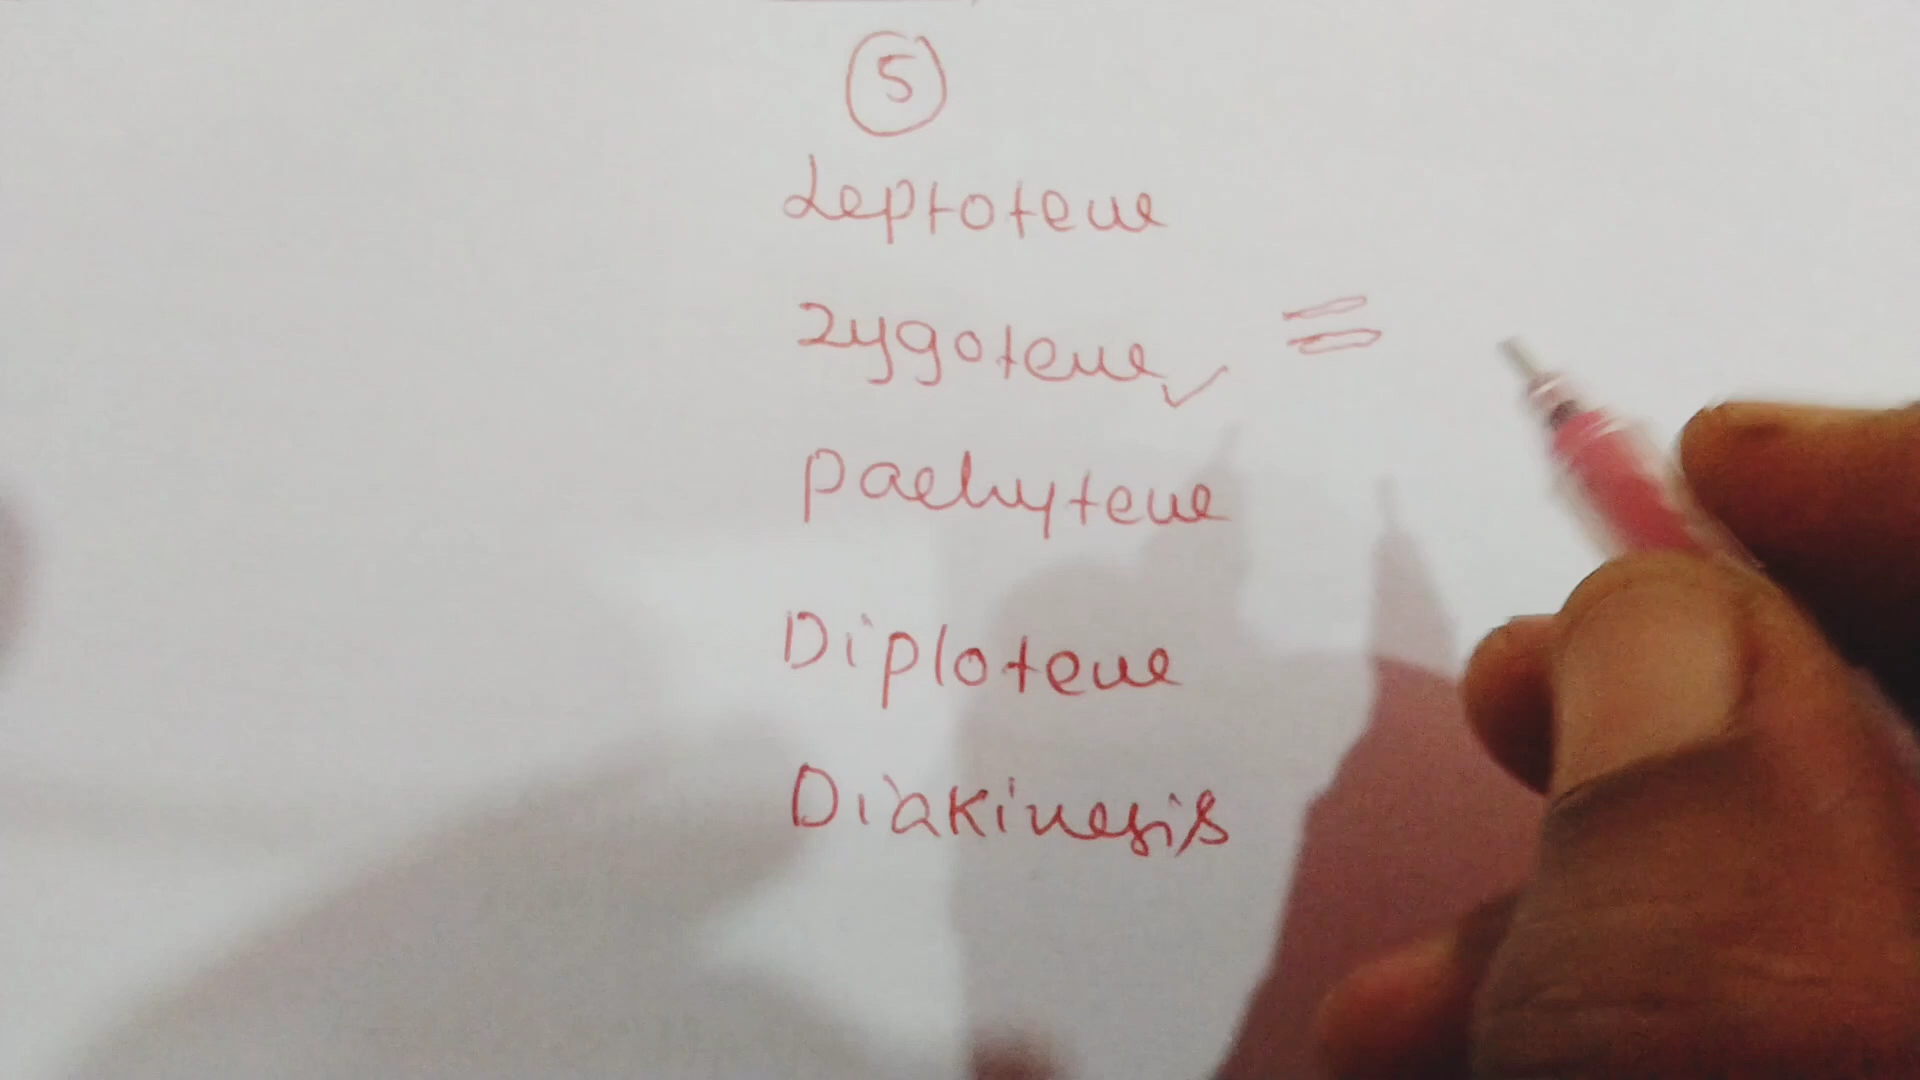 5
Leptotene
Zygotene
pachytene
Diplotene
Diakinesis